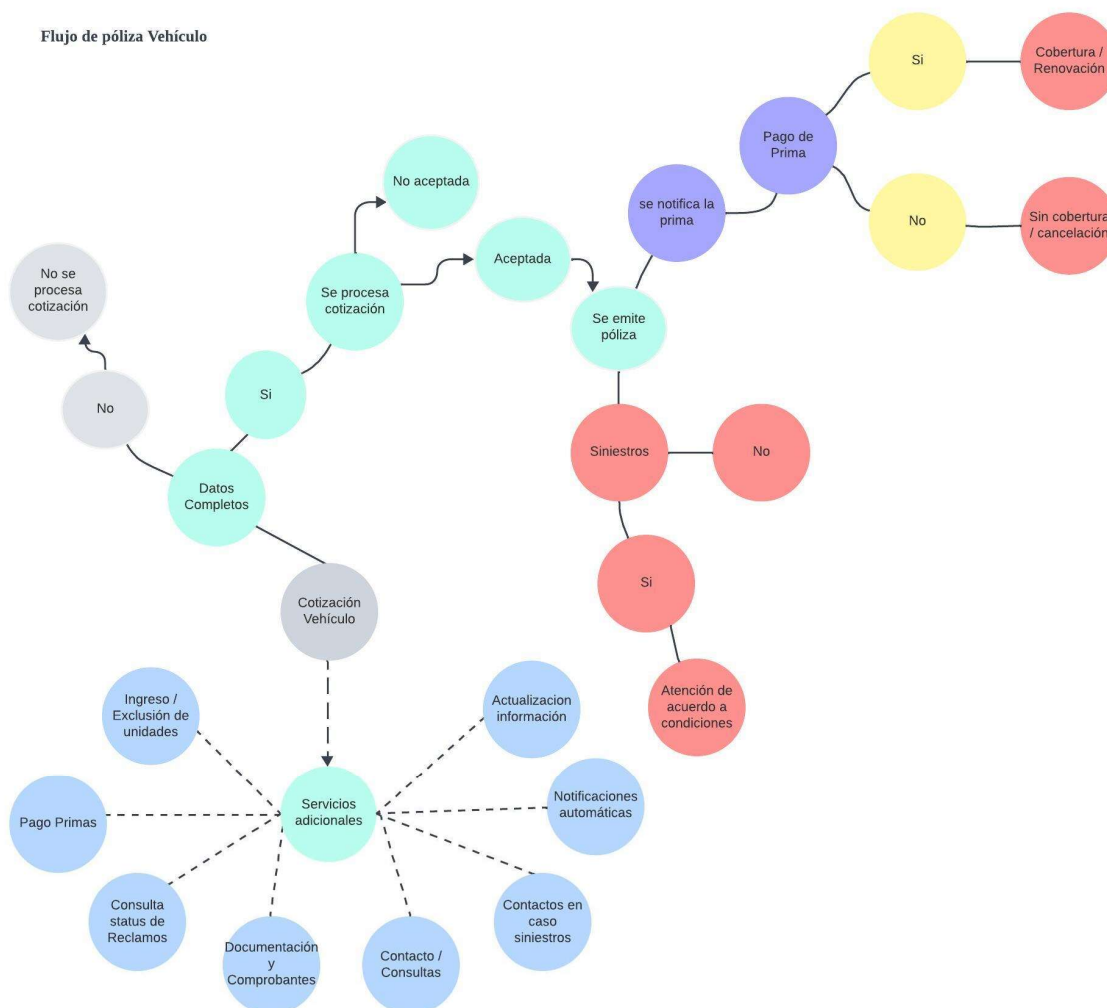 Flujo de póliza Vehículo
Si
Cobertura /
Renovación
Pago de
Prima
No aceptada
se notifica la
prima
No
Sin cobertura
/ cancelación
Aceptada
No se
procesa
cotización
Se procesa
cotización
Se emite
póliza
Si
No
Siniestros
No
Datos
Completos
Si
Cotización
Vehículo
Atención de
acuerdo a
condiciones
Ingreso /
Exclusión de
unidades
Actualizacion
información
Servicios
adicionales
Notificaciones
automáticas
Pago Primas
Consulta
status de
Reclamos
Contactos en
caso
siniestros
Documentación
y
Comprobantes
Contacto /
Consultas